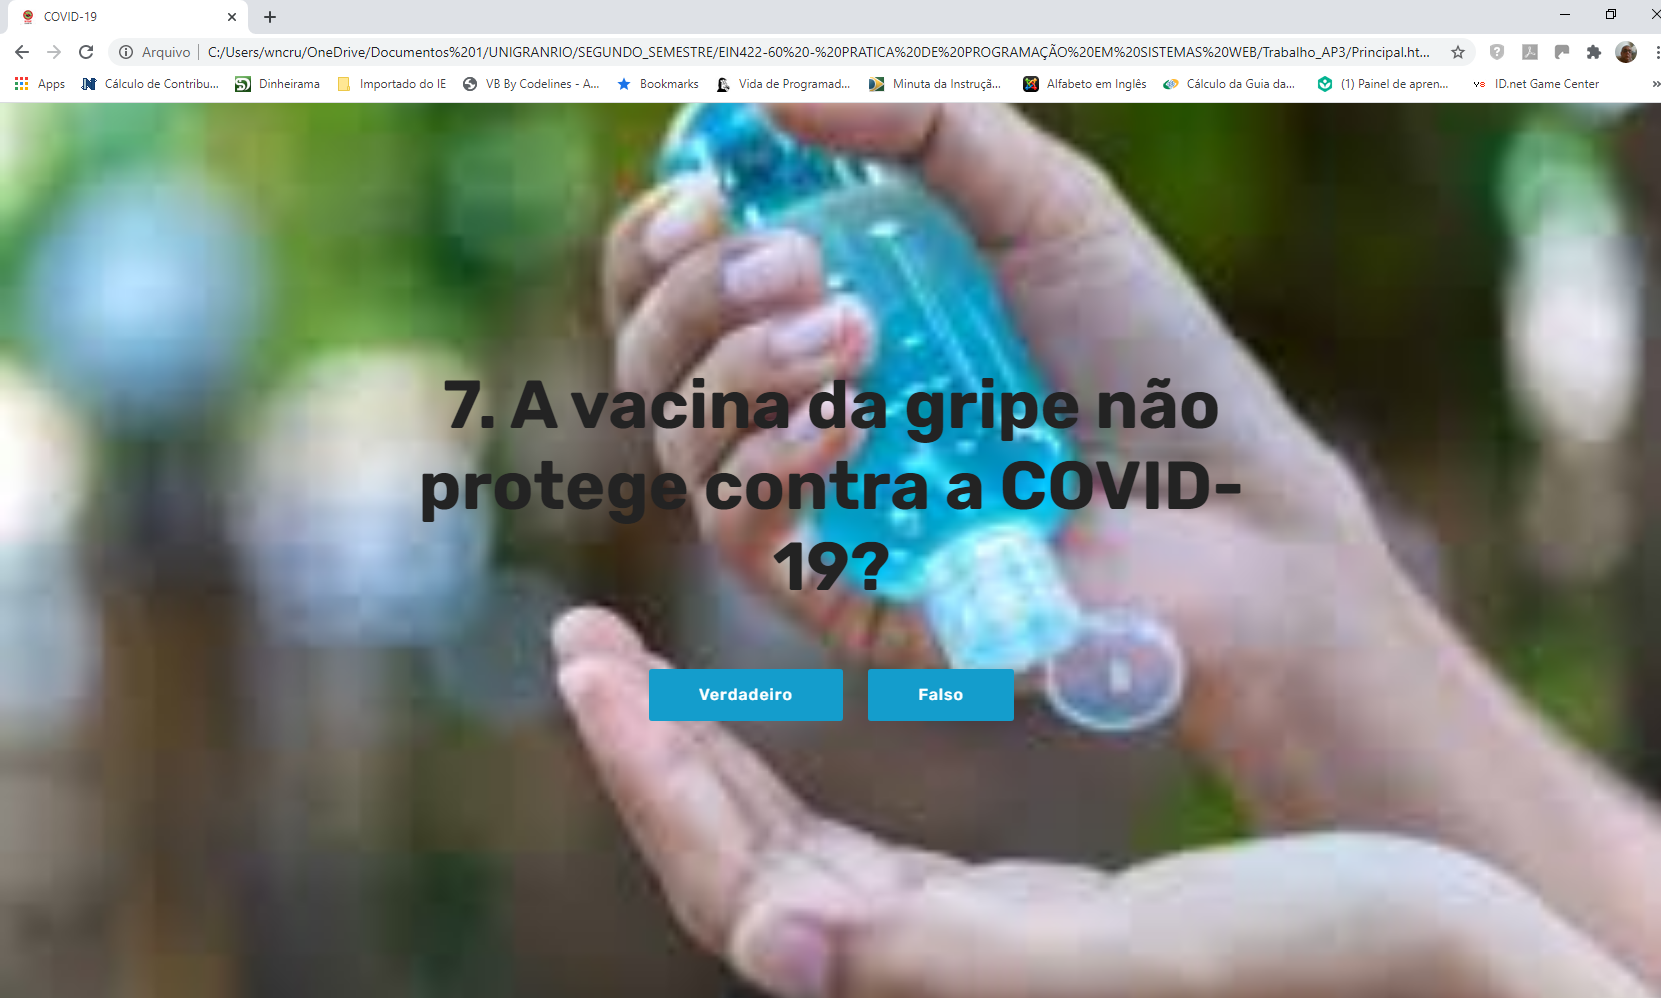 COVID-19
Arquivo C:/Users/wncru/OneDrive/Documentos%201/UNIGRANRIO/SEGUNDO_SEMESTRE/EIN422-60%20-%20PRATICA%20DE%20PROGRAMAÇÃO%20EM%20SISTEMAS%20WEB/Trabalho_AP3/Principal.ht...
Apps Cálculo de Contribu... Dinheirama Importado do IE VB By Codelines - A... Bookmarks Vida de Programad... Minuta da Instruçã... Alfabeto em Inglês Cálculo da Guia da... (1) Painel de apren... ID.net Game Center »
7. A vacina da gripe não
protege contra a COVID-
19?
Verdadeiro Falso